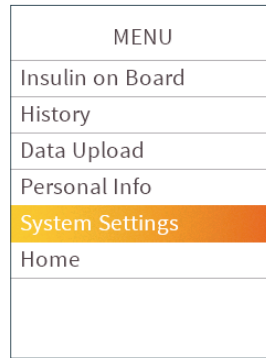 MENU
Insulin on Board
History
Data Upload
Personal Info
System Settings
Home